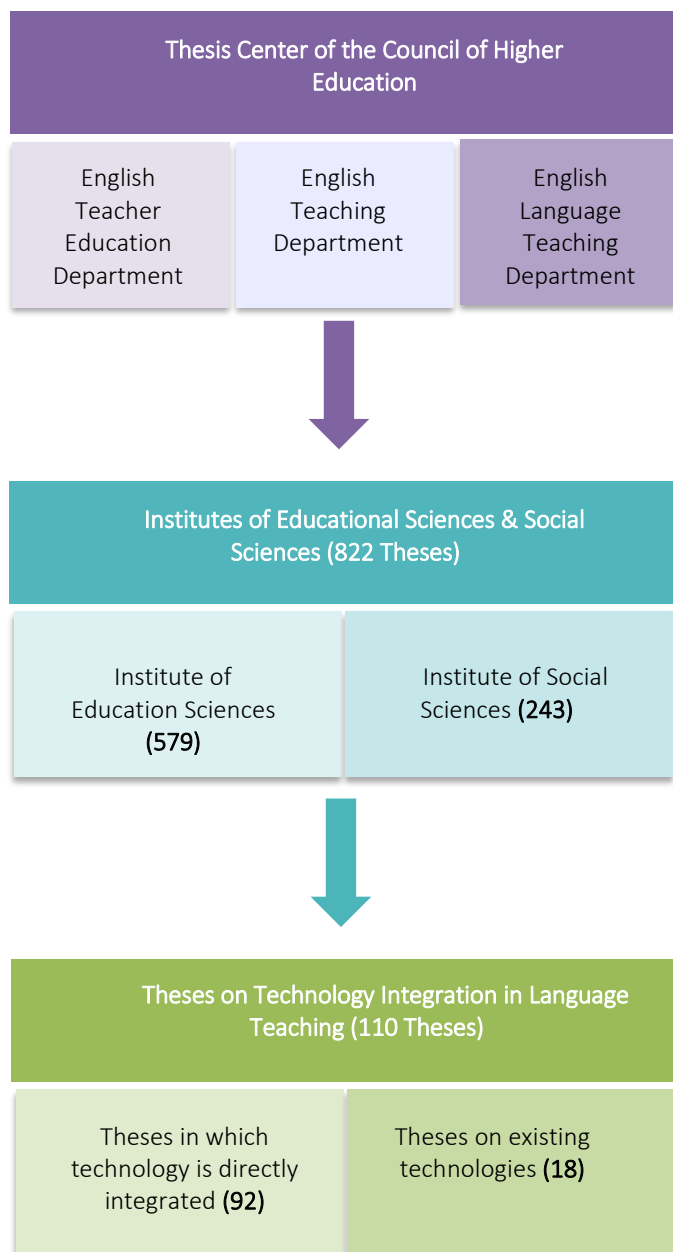 Thesis Center of the Council of Higher
Education
English
Teacher
Education
Department
English
Teaching
Department
English
Language
Teaching
Department
Institutes of Educational Sciences & Social
Sciences (822 Theses)
Institute of
Education Sciences
(579)
Institute of Social
Sciences (243)
Theses on Technology Integration in Language
Teaching (110 Theses)
Theses in which
technology is directly
integrated (92)
Theses on existing
technologies (18)